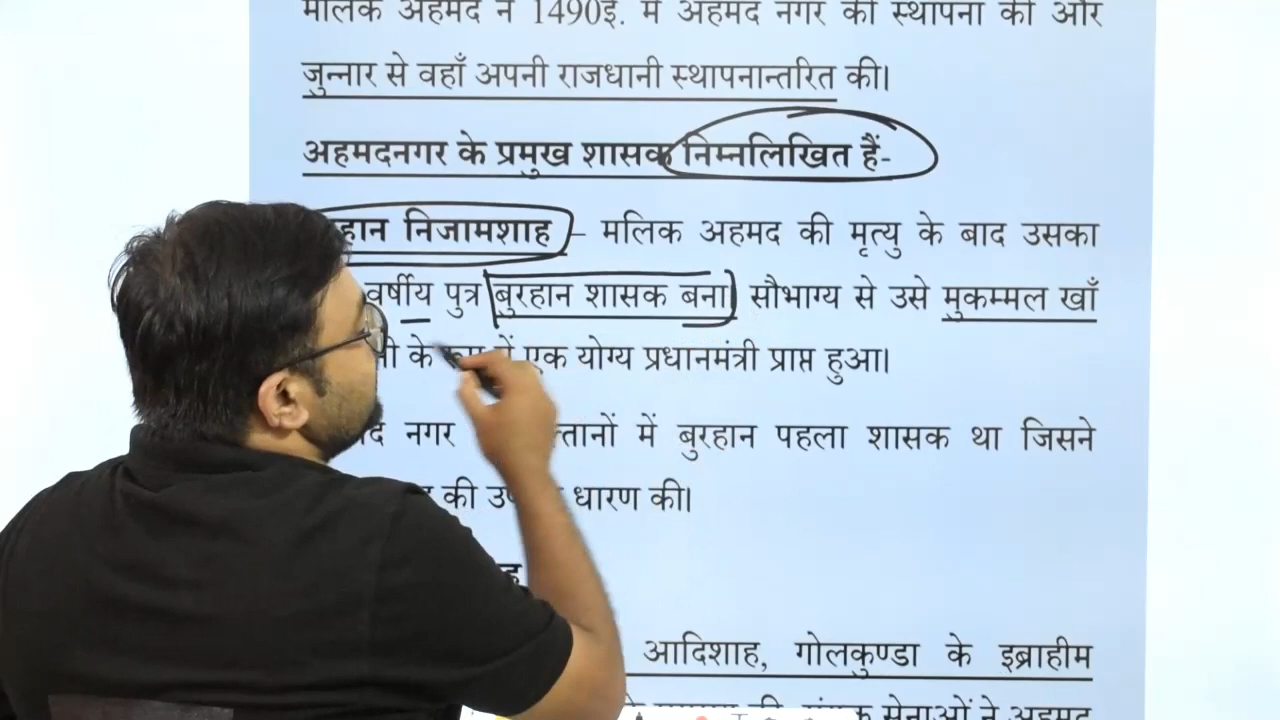 मलिक अहमद ने 1490ई. में अहमद नगर की स्थापना की और
जुन्नार से वहाँ अपनी राजधानी स्थापनान्तरित की।
अहमदनगर के प्रमुख शासक निम्नलिखित हैं-
हान निजामशाह – मलिक अहमद की मृत्यु के बाद उसका
वर्षीय पुत्र बुरहान शासक बना सौभाग्य से उसे मुकम्मल खाँ
के रूप में एक योग्य प्रधानमंत्री प्राप्त हुआ।
नगर में बुरहान पहला शासक था जिसने
की धारण की।
आदिशाह, गोलकुण्डा के इब्राहीम
सेनाओं ने अहमद